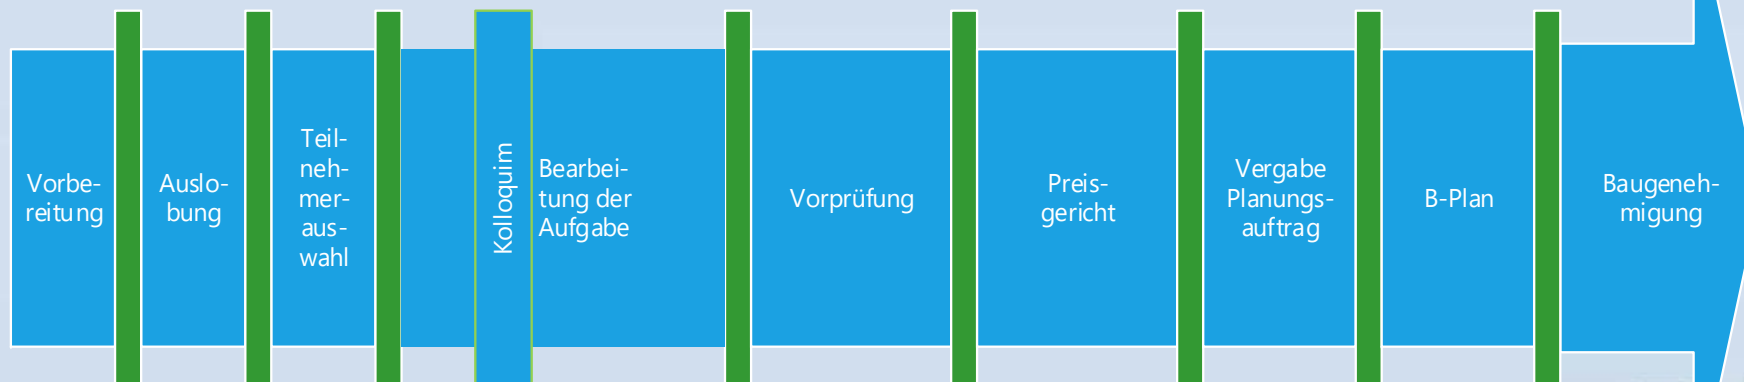 Vorbe-
reitung
Auslo-
bung
Teil-
neh-
mer-
aus-
wahl
Kolloquim
Bearbei-
tung der
Aufgabe
Vorprüfung
Preis-
gericht
Vergabe
Planungs-
auftrag
B-Plan
Baugeneh-
migung